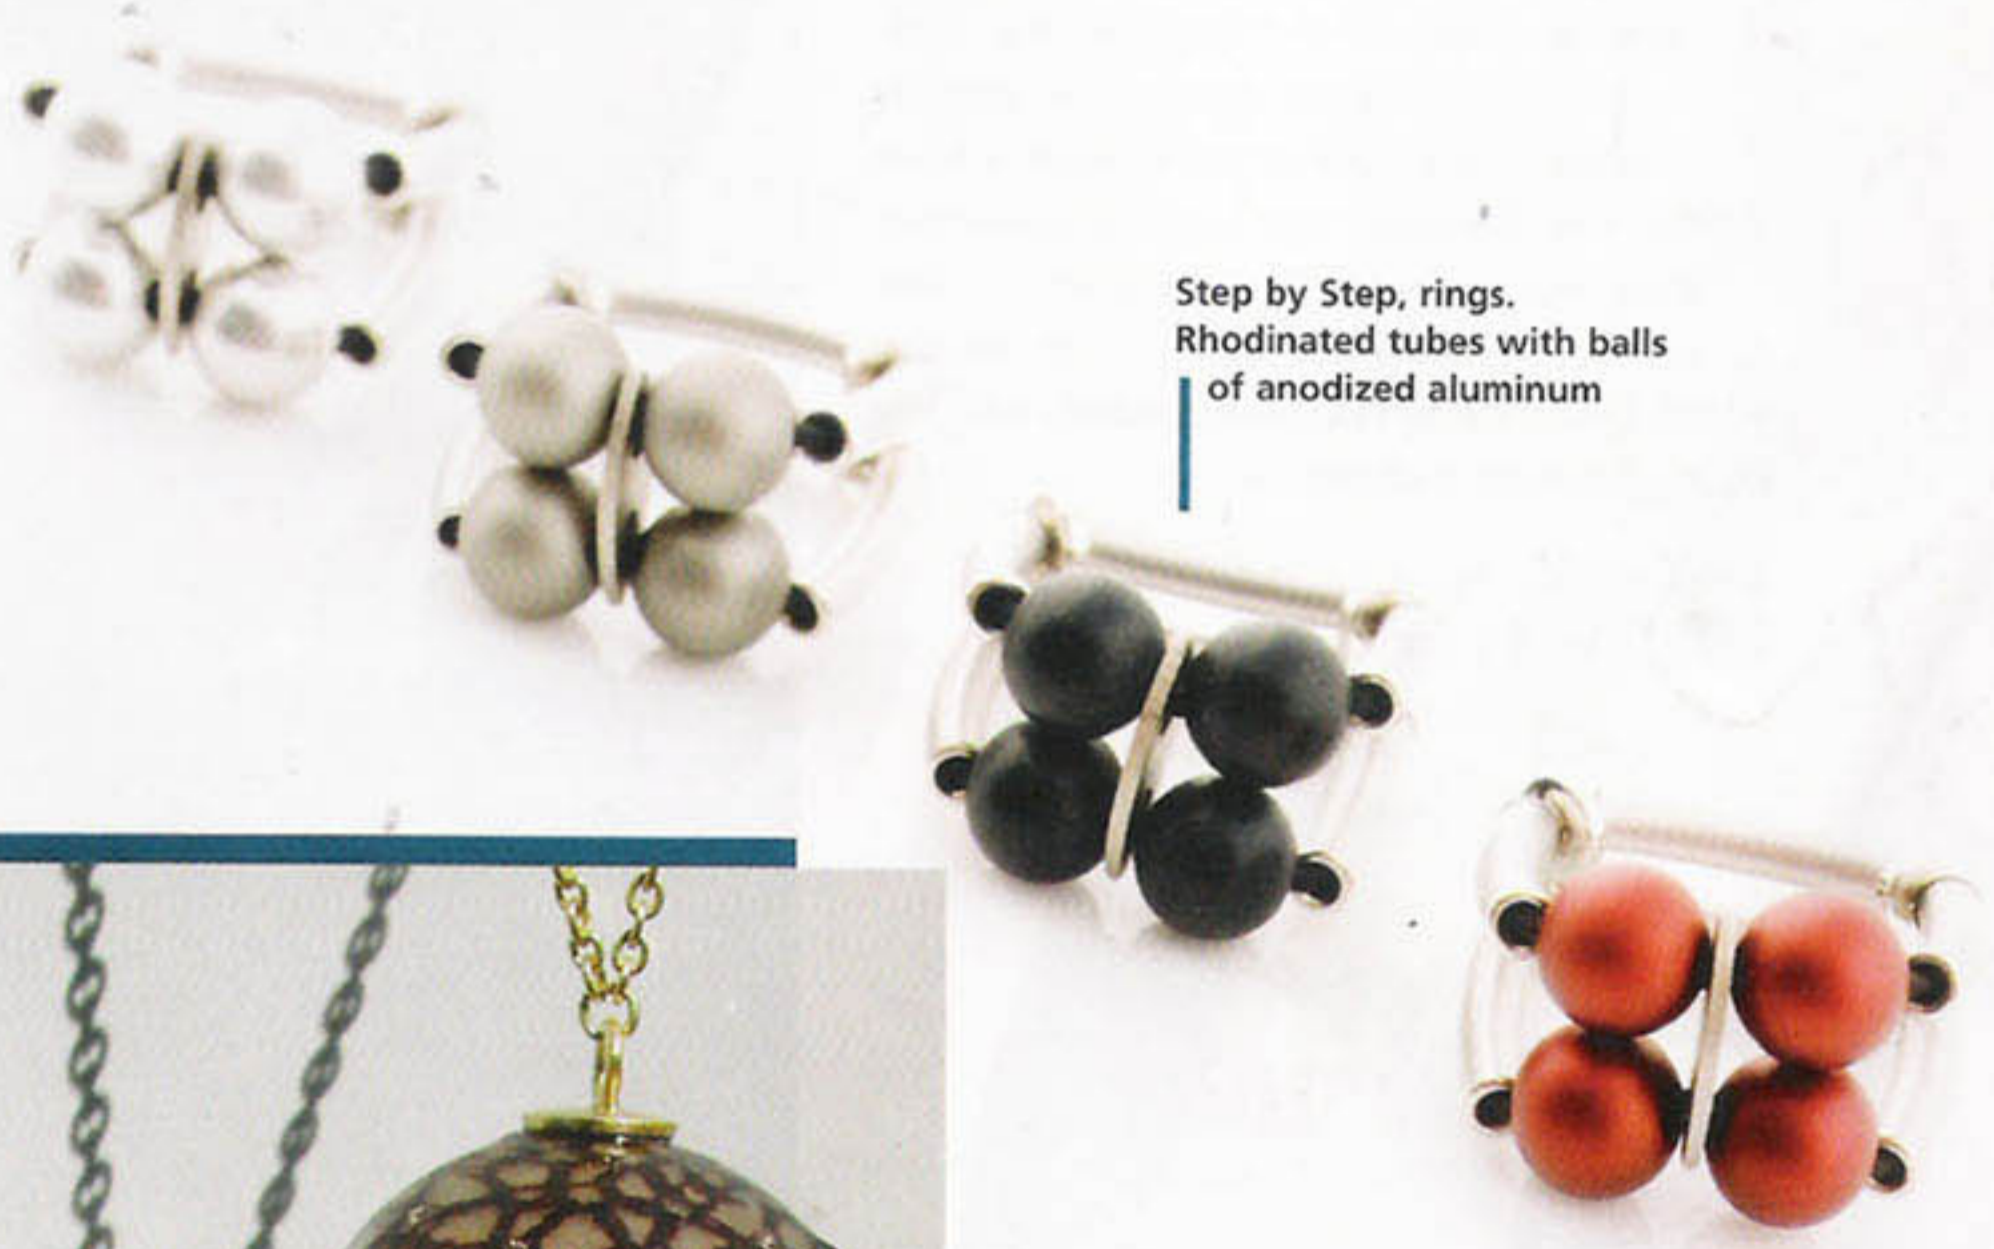 Step by Step, rings.
Rhodinated tubes with balls
of anodized aluminum